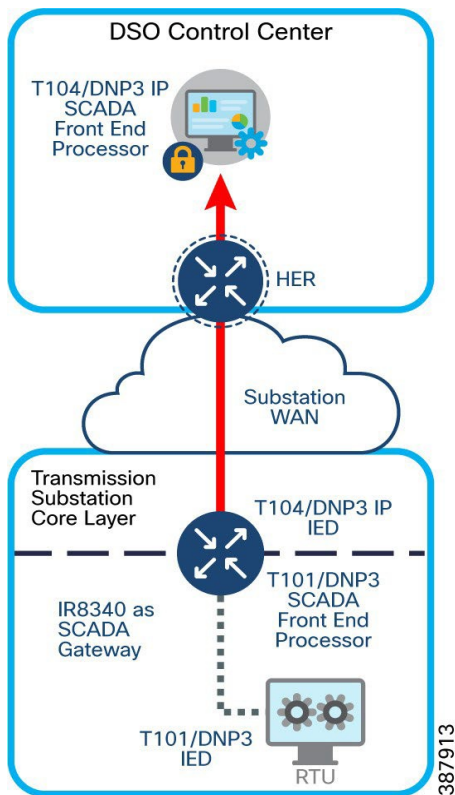 DSO Control Center
T104/DNP3 IP
SCADA
Front End
Processor
HER
Substation
WAN
Transmission
Substation
Core Layer
T104/DNP3 IP
IED
IR8340 as
SCADA
Gateway
T101/DNP3
SCADA
Front End
Processor
T101/DNP3
IED
RTU
387913